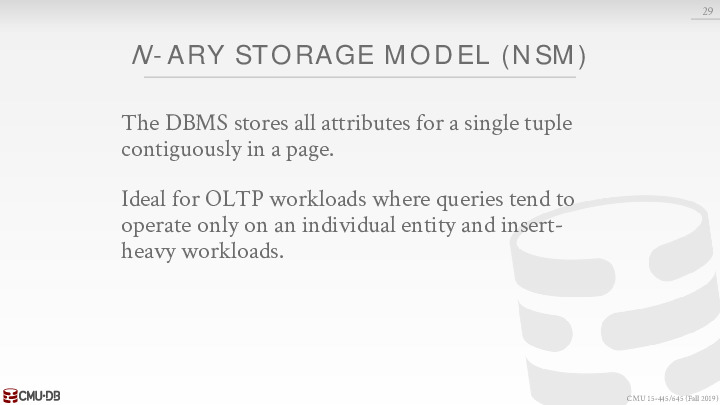 29
N-ARY STORAGE MODEL (NSM)
The DBMS stores all attributes for a single tuple
contiguously in a page.
Ideal for OLTP workloads where queries tend to
operate only on an individual entity and insert-
heavy workloads.
CMU·DB
CMU 15-445/645 (Fall 2019)